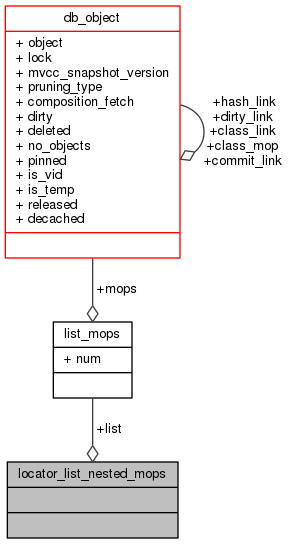 db_object
+ object
+ lock
+ mvcc_snapshot_version
+ pruning_type
+ composition_fetch
+ dirty
+ deleted
+ no_objects
+ pinned
+ is_vid
+ is_temp
+ released
+ decached
+hash_link
+dirty_link
+class_link
+class_mop
+commit_link
+mops
list_mops
+ num
+list
locator_list_nested_mops